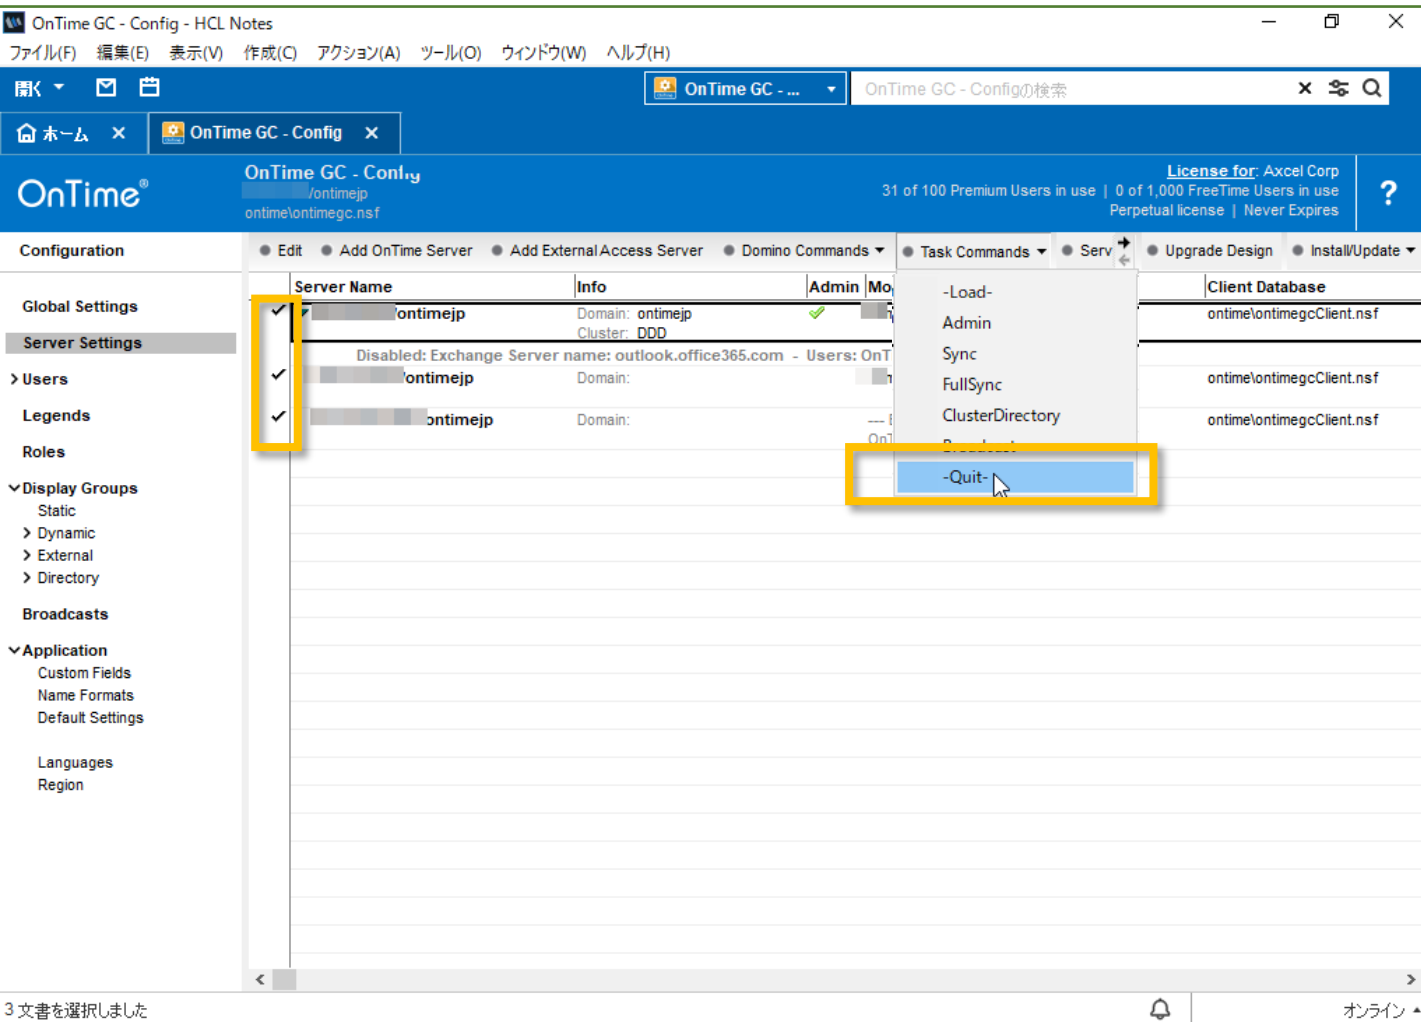 OnTime GC - Config - HCL Notes
ファイル(F) 編集(E) 表示(V) 作成(C) アクション(A) ツール(O) ウィンドウ(W) ヘルプ(H)
開く OnTime GC - ... OnTime GC - Configの検索
ホーム OnTime GC - Config
OnTime®
OnTime GC - Config
/ontimejp
ontime\ontimegc.nsf
License for: Axcel Corp
31 of 100 Premium Users in use | 0 of 1,000 FreeTime Users in use
Perpetual license | Never Expires
?
Configuration
Edit Add OnTime Server Add External Access Server Domino Commands Task Commands Serv Upgrade Design Install/Update
Server Name Info Admin Mo Client Database
Global Settings
Server Settings
Users
Legends
Roles
Display Groups
Static
Dynamic
External
Directory
Broadcasts
Application
Custom Fields
Name Formats
Default Settings
Languages
Region
/ontimejp Domain: ontimejp ontime\ontimegcClient.nsf
Cluster: DDD
Disabled: Exchange Server name: outlook.office365.com - Users: OnT
/ontimejp Domain: ontime\ontimegcClient.nsf
ontimejp Domain: ontime\ontimegcClient.nsf
OnT
-Load-
Admin
Sync
FullSync
ClusterDirectory
Broadcast
-Quit-
3 文書を選択しました オンライン